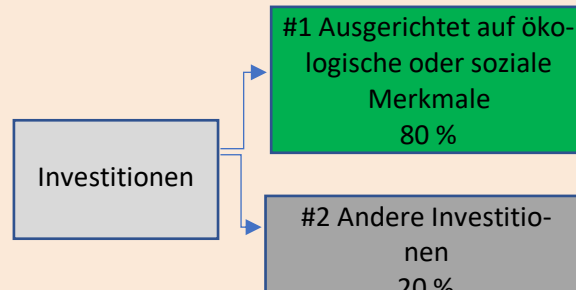 #1 Ausgerichtet auf öko-
logische oder soziale
Merkmale
80 %
Investitionen
#2 Andere Investitio-
nen
20 %